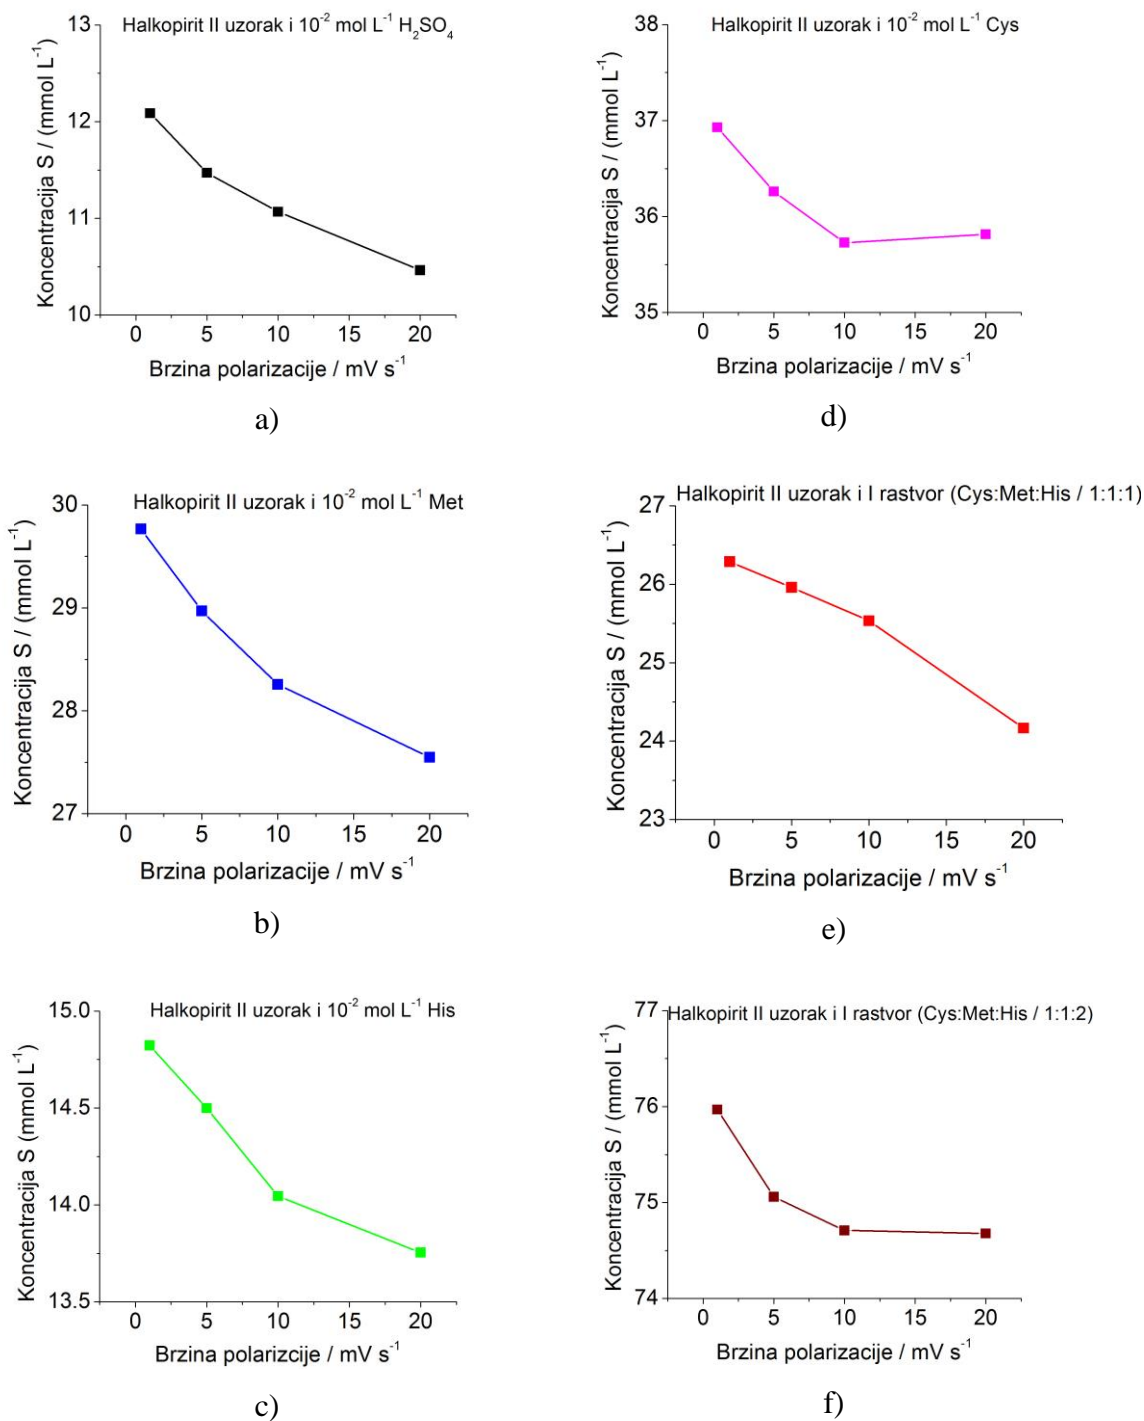 Halkopirit II uzorak i 10⁻² mol L⁻¹ H₂SO₄
Koncentracija S / (mmol L⁻¹)
13
12
11
10
0 5 10 15 20
Brzina polarizacije / mV s⁻¹
a)
Halkopirit II uzorak i 10⁻² mol L⁻¹ Cys
Koncentracija S / (mmol L⁻¹)
38
37
36
35
0 5 10 15 20
Brzina polarizacije / mV s⁻¹
d)
Halkopirit II uzorak i 10⁻² mol L⁻¹ Met
Koncentracija S / (mmol L⁻¹)
30
29
28
27
0 5 10 15 20
Brzina polarizacije / mV s⁻¹
b)
Halkopirit II uzorak i I rastvor (Cys:Met:His / 1:1:1)
Koncentracija S / (mmol L⁻¹)
27
26
25
24
23
0 5 10 15 20
Brzina polarizacije / mV s⁻¹
e)
Halkopirit II uzorak i 10⁻² mol L⁻¹ His
Koncentracija S (mmol L⁻¹)
15.0
14.5
14.0
13.5
0 5 10 15 20
Brzina polarizcije / mV s⁻¹
c)
Halkopirit II uzorak i I rastvor (Cys:Met:His / 1:1:2)
Koncentracija S / (mmol L⁻¹)
77
76
75
74
0 5 10 15 20
Brzina polarizacije / mV s⁻¹
f)